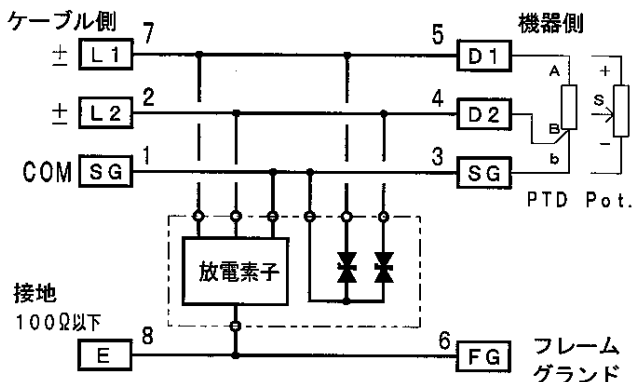 ケーブル側
機器側
± L1 7
5 D1
± L2 2
4 D2
COM SG 1
3 SG
A
B
b
+
S
-
PTD Pot.
放電素子
接地
100Ω以下
E 8
6 FG
フレーム
グランド